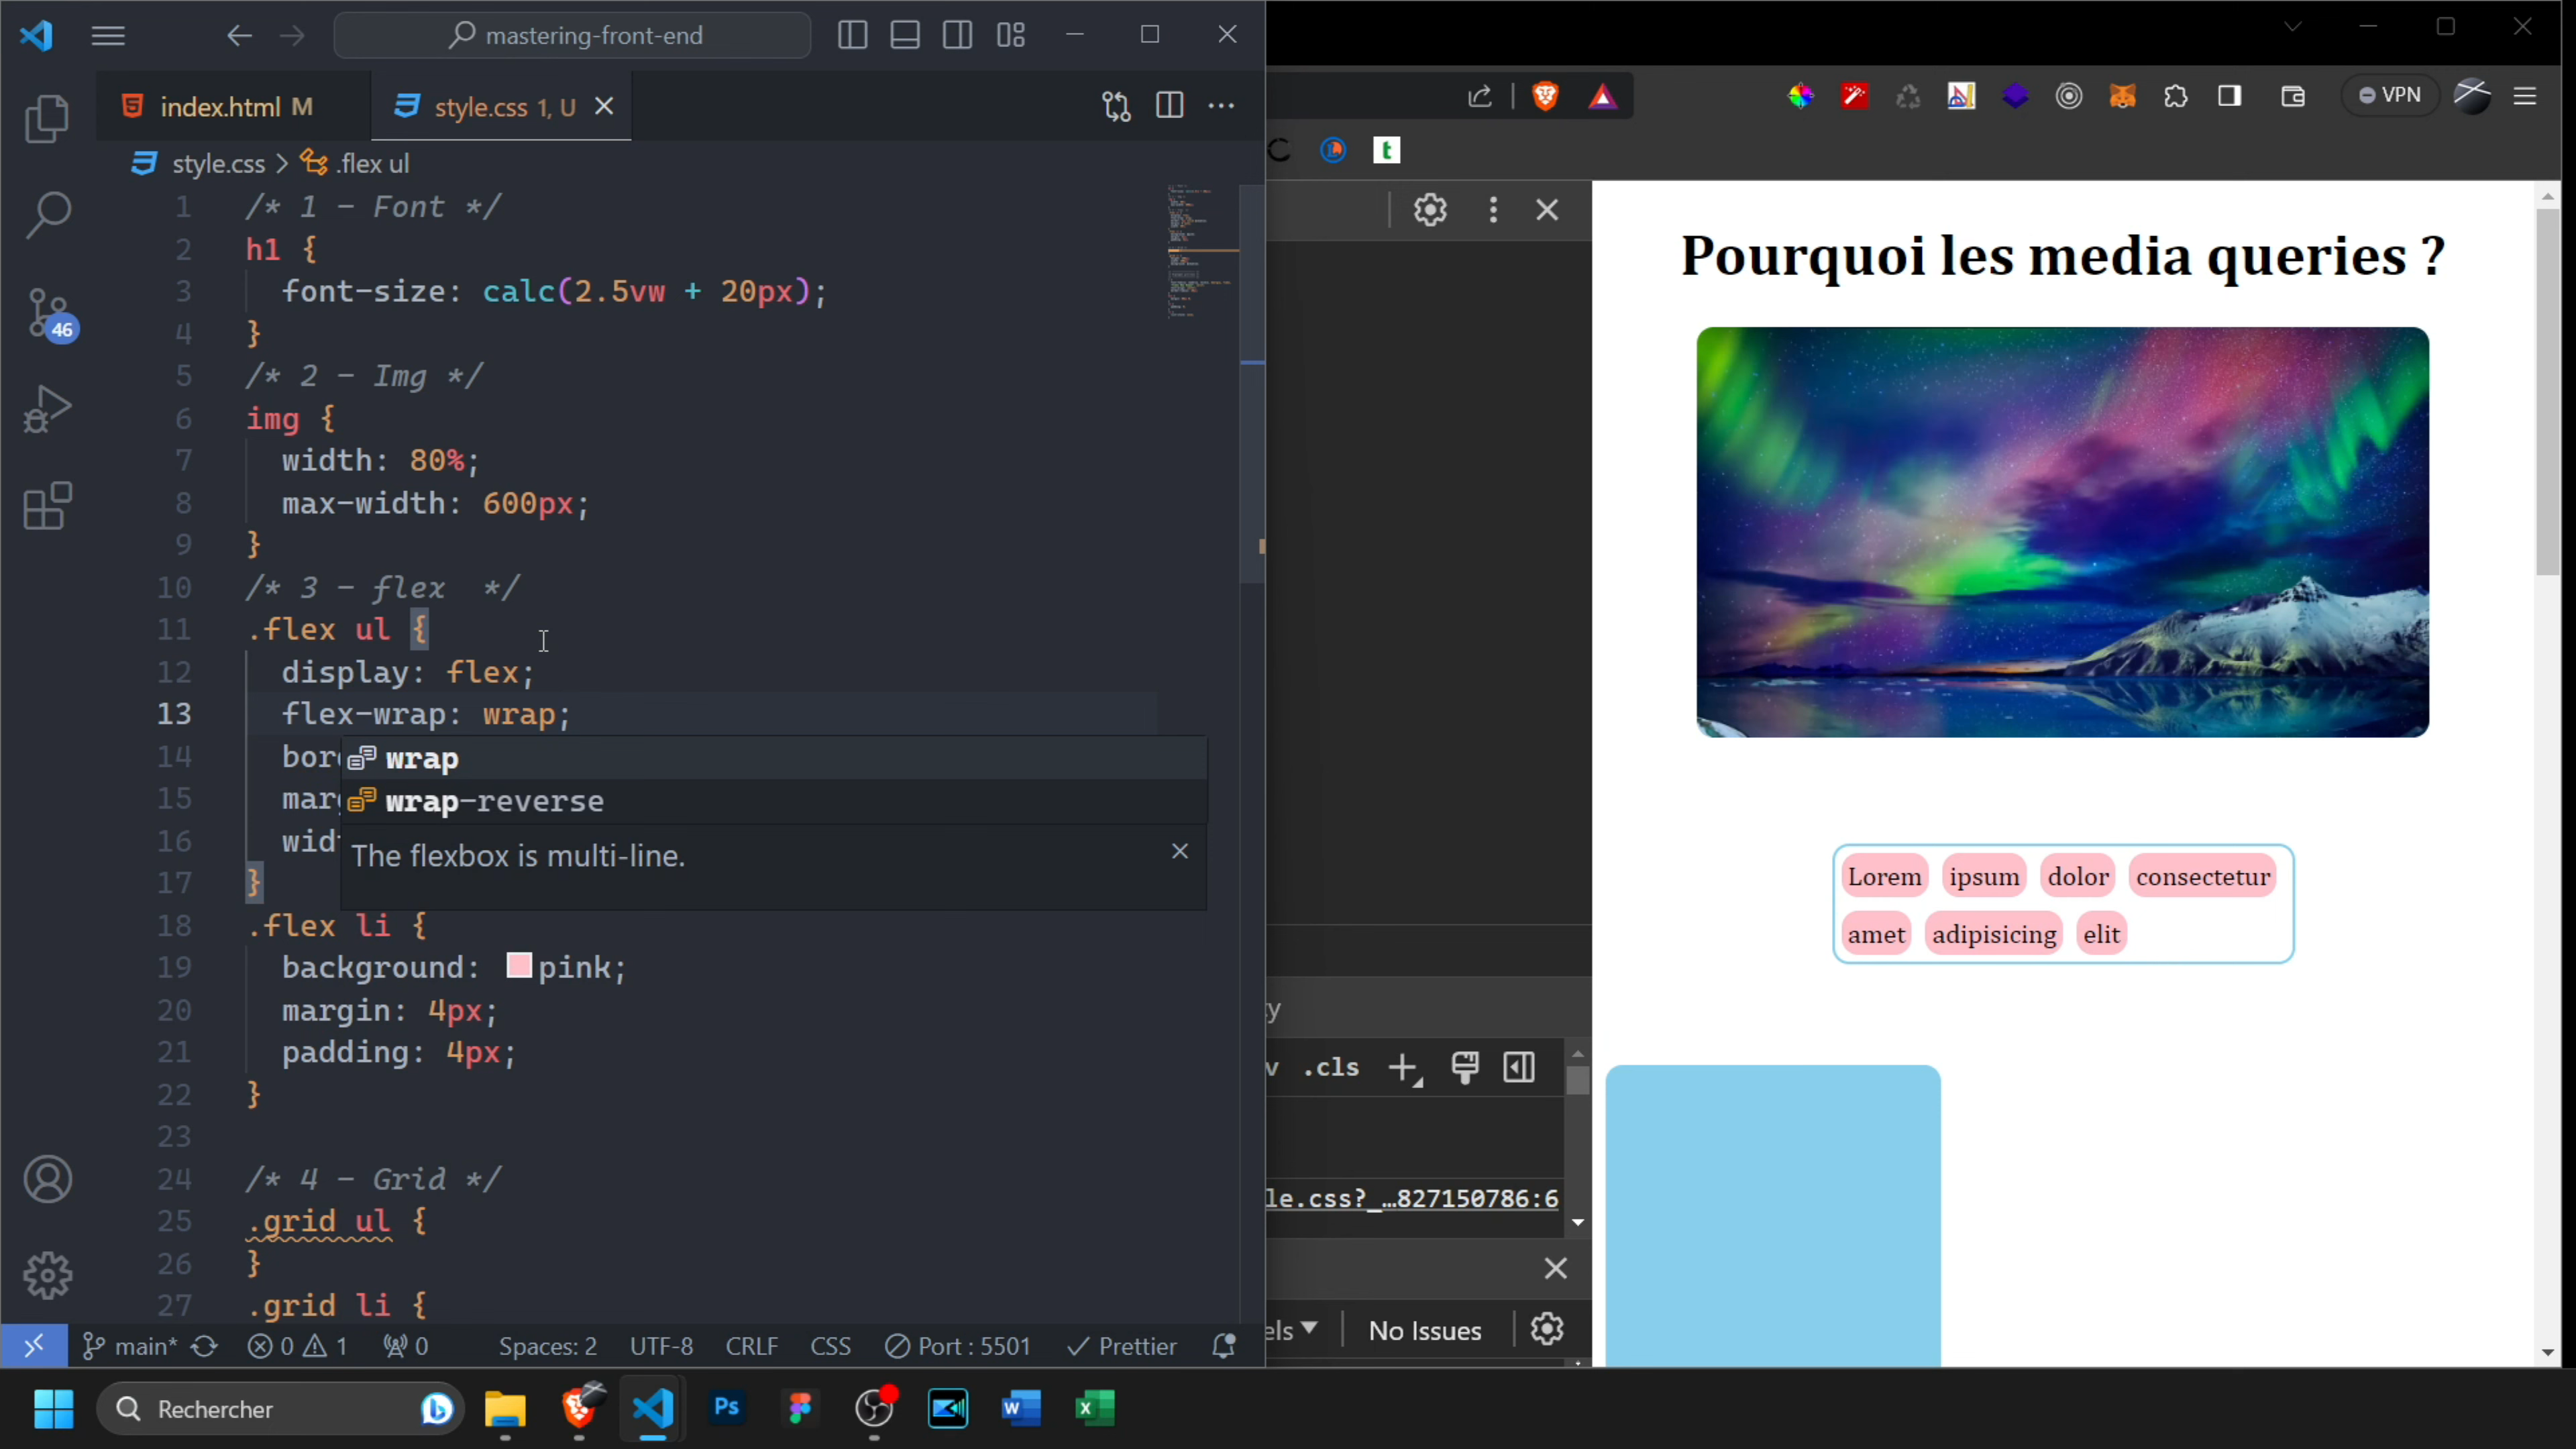 mastering-front-end
index.html M
style.css 1, U
style.css > .flex ul
1 /* 1 - Font */
2 h1 {
3 font-size: calc(2.5vw + 20px);
4 }
5 /* 2 - Img */
6 img {
7 width: 80%;
8 max-width: 600px;
9 }
10 /* 3 - flex */
11 .flex ul {
12 display: flex;
13 flex-wrap: wrap;
14 bor
wrap
15 mar
wrap-reverse
16 wid
The flexbox is multi-line.
17 }
18 .flex li {
19 background: pink;
20 margin: 4px;
21 padding: 4px;
22 }
23
24 /* 4 - Grid */
25 .grid ul {
26 }
27 .grid li {
46
main* 0 1 0 Spaces: 2 UTF-8 CRLF CSS Port : 5501 Prettier
VPN
t
.cls
le.css?_…827150786:6
els
No Issues
Pourquoi les media queries ?
Lorem ipsum dolor consectetur
amet adipisicing elit
Rechercher
b
Ps
W
X